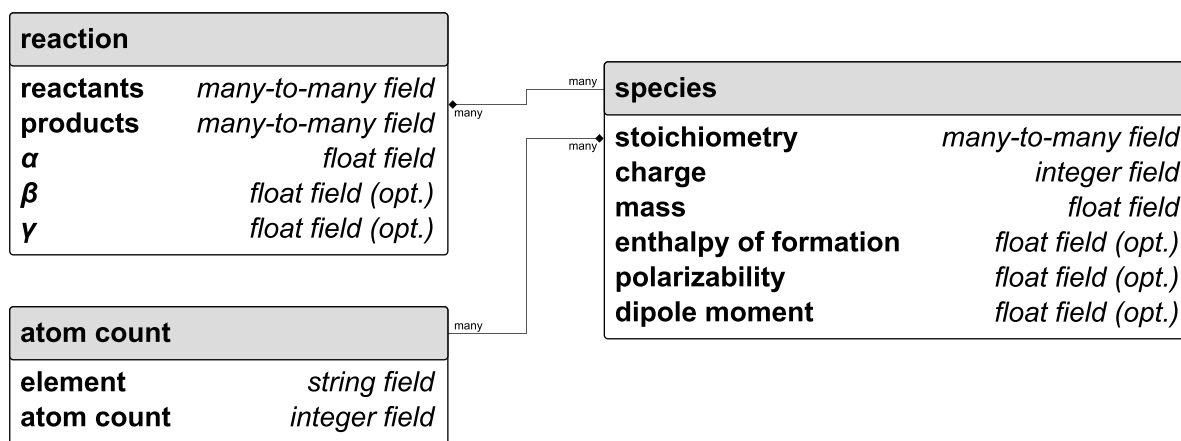 reaction
reactants many-to-many field
products many-to-many field
α float field
β float field (opt.)
γ float field (opt.)
many
many
species
stoichiometry many-to-many field
charge integer field
mass float field
enthalpy of formation float field (opt.)
polarizability float field (opt.)
dipole moment float field (opt.)
many
many
atom count
element string field
atom count integer field